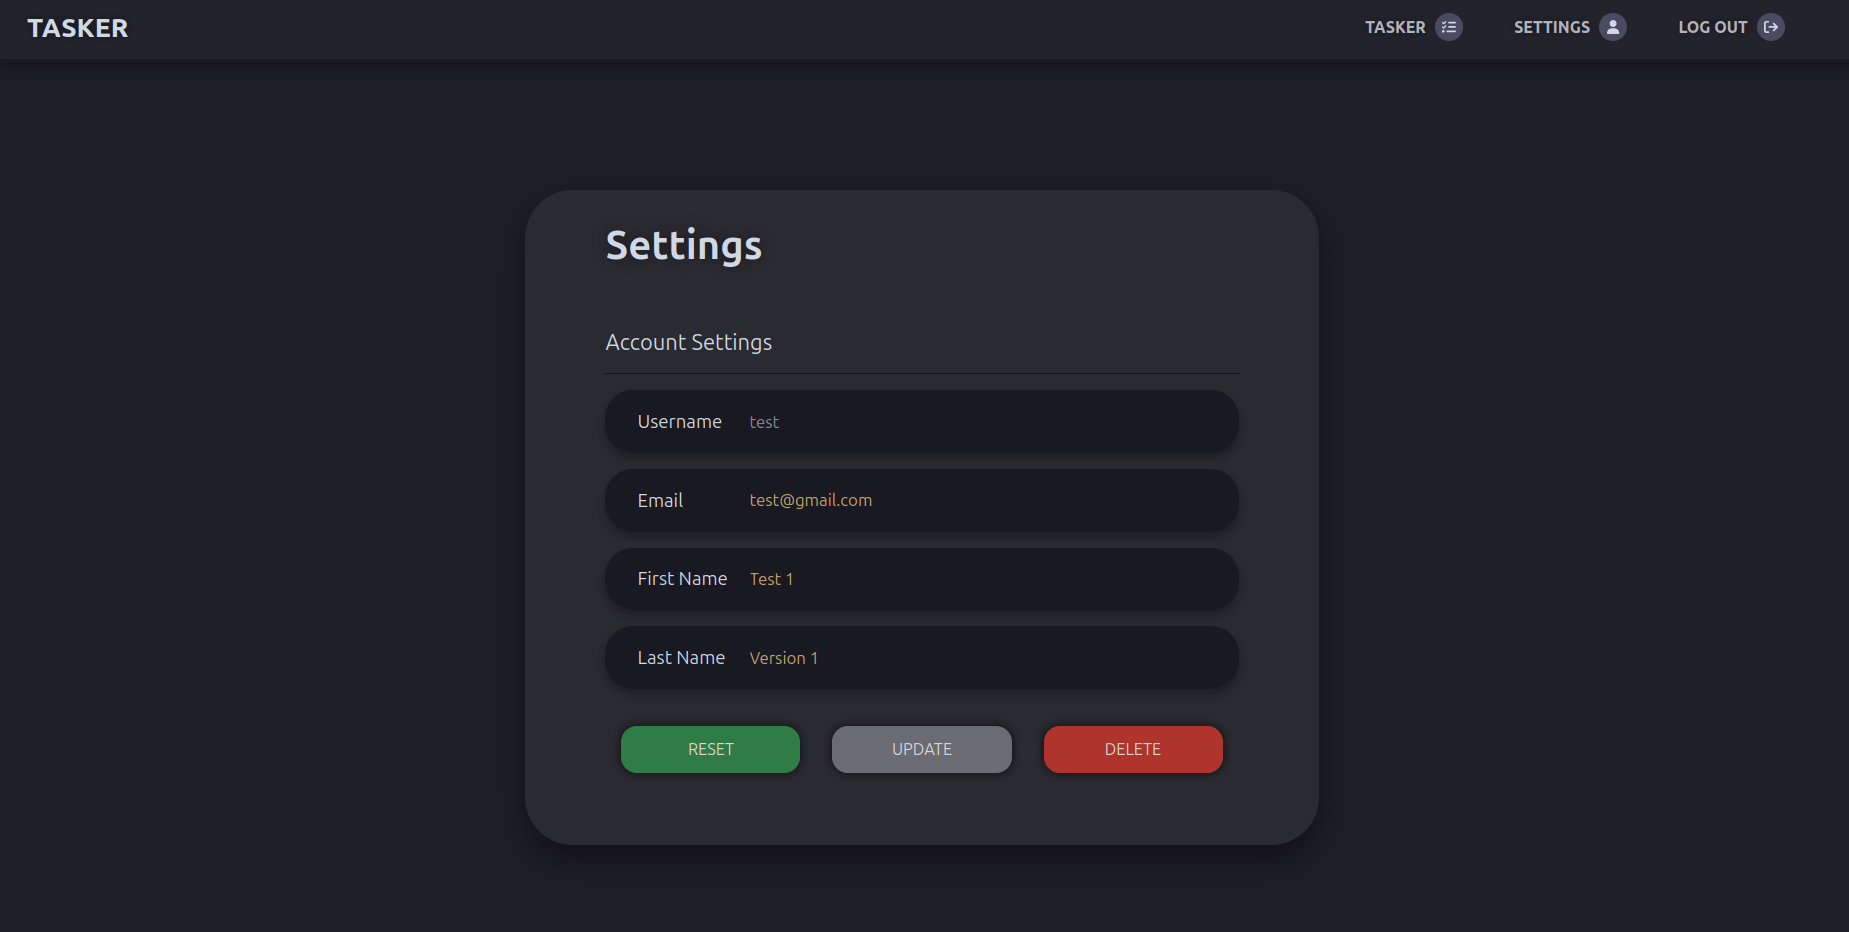 TASKER TASKER SETTINGS LOG OUT
Settings
Account Settings
Username test
Email test@gmail.com
First Name Test 1
Last Name Version 1
RESET UPDATE DELETE